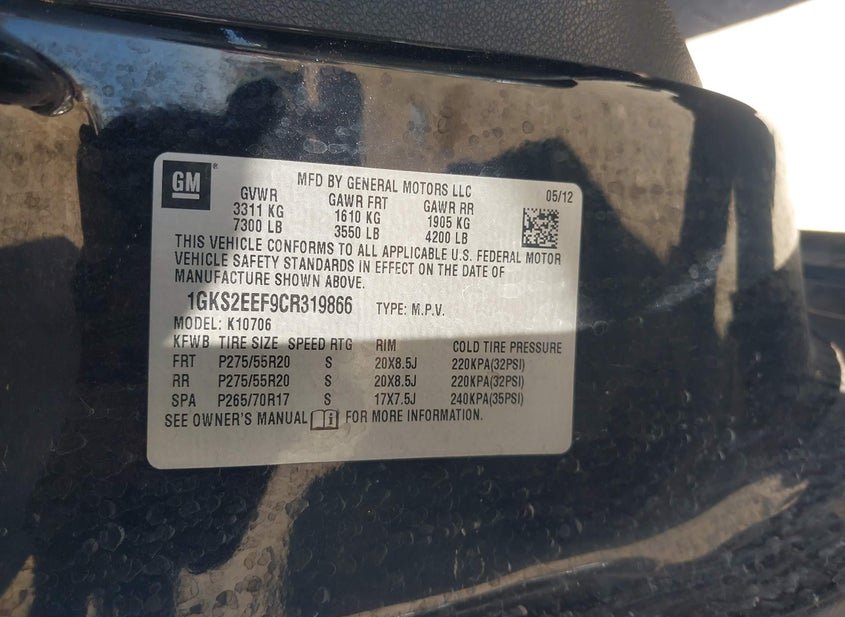 GM®
MFD BY GENERAL MOTORS LLC 05/12
GVWR GAWR FRT GAWR RR
3311 KG 1610 KG 1905 KG
7300 LB 3550 LB 4200 LB
THIS VEHICLE CONFORMS TO ALL APPLICABLE U.S. FEDERAL MOTOR
VEHICLE SAFETY STANDARDS IN EFFECT ON THE DATE OF
MANUFACTURE SHOWN ABOVE.
1GKS2EEF9CR319866 TYPE: M.P.V.
MODEL: K10706
KFWB TIRE SIZE SPEED RTG RIM COLD TIRE PRESSURE
FRT P275/55R20 S 20X8.5J 220KPA(32PSI)
RR P275/55R20 S 20X8.5J 220KPA(32PSI)
SPA P265/70R17 S 17X7.5J 240KPA(35PSI)
SEE OWNER'S MANUAL i FOR MORE INFORMATION.